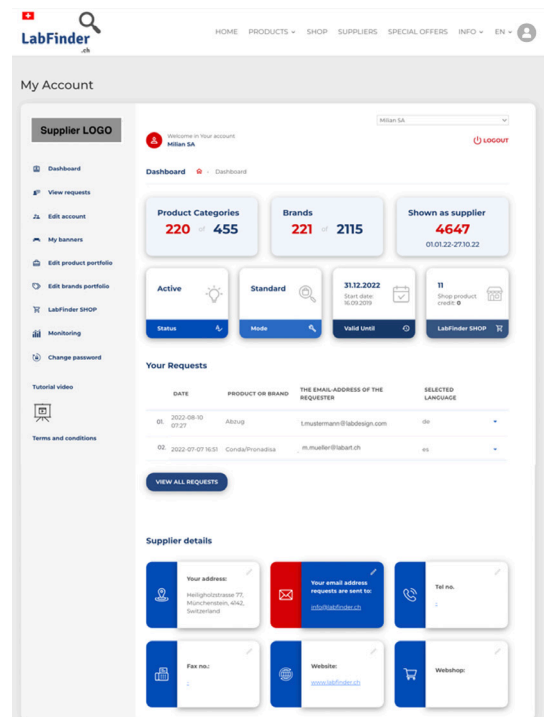 LabFinder
.ch
HOME PRODUCTS SHOP SUPPLIERS SPECIAL OFFERS INFO EN
My Account
Supplier LOGO
Milian SA
Welcome in Your account
Milian SA
LOGOUT
Dashboard
Dashboard Dashboard
View requests
Edit account
My banners
Edit product portfolio
Edit brands portfolio
LabFinder SHOP
Monitoring
Change password
Tutorial video
Terms and conditions
Product Categories
220 of 455
Brands
221 of 2115
Shown as supplier
4647
01.01.22-27.10.22
Active
Status
Standard
Mode
31.12.2022
Start date:
16.09.2019
Valid Until
11
Shop product
credit: 0
LabFinder SHOP
Your Requests
DATE PRODUCT OR BRAND THE EMAIL-ADDRESS OF THE REQUESTER SELECTED LANGUAGE
01. 2022-08-10 07:27 Abzug t.mustermann@labdesign.com de
02. 2022-07-07 16:51 Conda/Pronadisa m.mueller@labart.ch es
VIEW ALL REQUESTS
Supplier details
Your address:
Heiligholzstrasse 77,
Münchenstein, 4142,
Switzerland
Your email address
requests are sent to:
info@labfinder.ch
Tel no.
:
Fax no.:
:
Website:
www.labfinder.ch
Webshop: